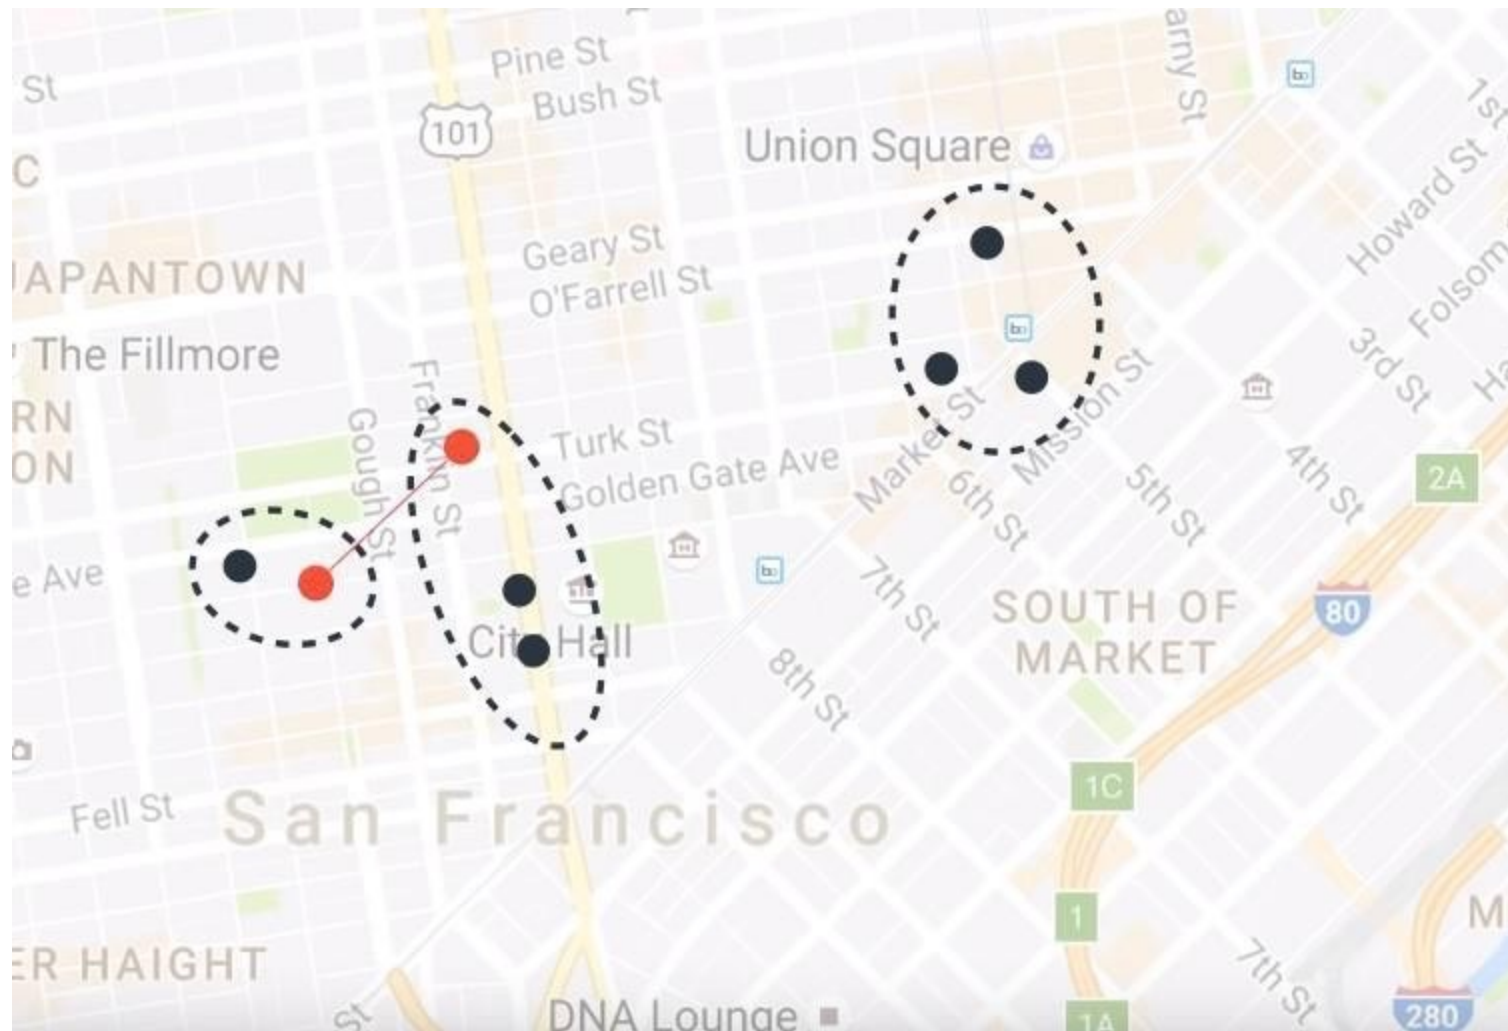 Pine St
Bush St
St
101
C
Union Square
arny St
1st
Howard St
Geary St
O'Farrell St
JAPANTOWN
The Fillmore
Folsom
3rd St
Franklin St
Gough St
RN
ON
Turk St
Golden Gate Ave
Market St
Mission St
6th St
5th St
4th St
2A
e Ave
7th St
SOUTH OF
MARKET
80
City Hall
8th St
1C
Fell St
San Francisco
1
M
ER HAIGHT
7th St
St
DNA Lounge
1A
280